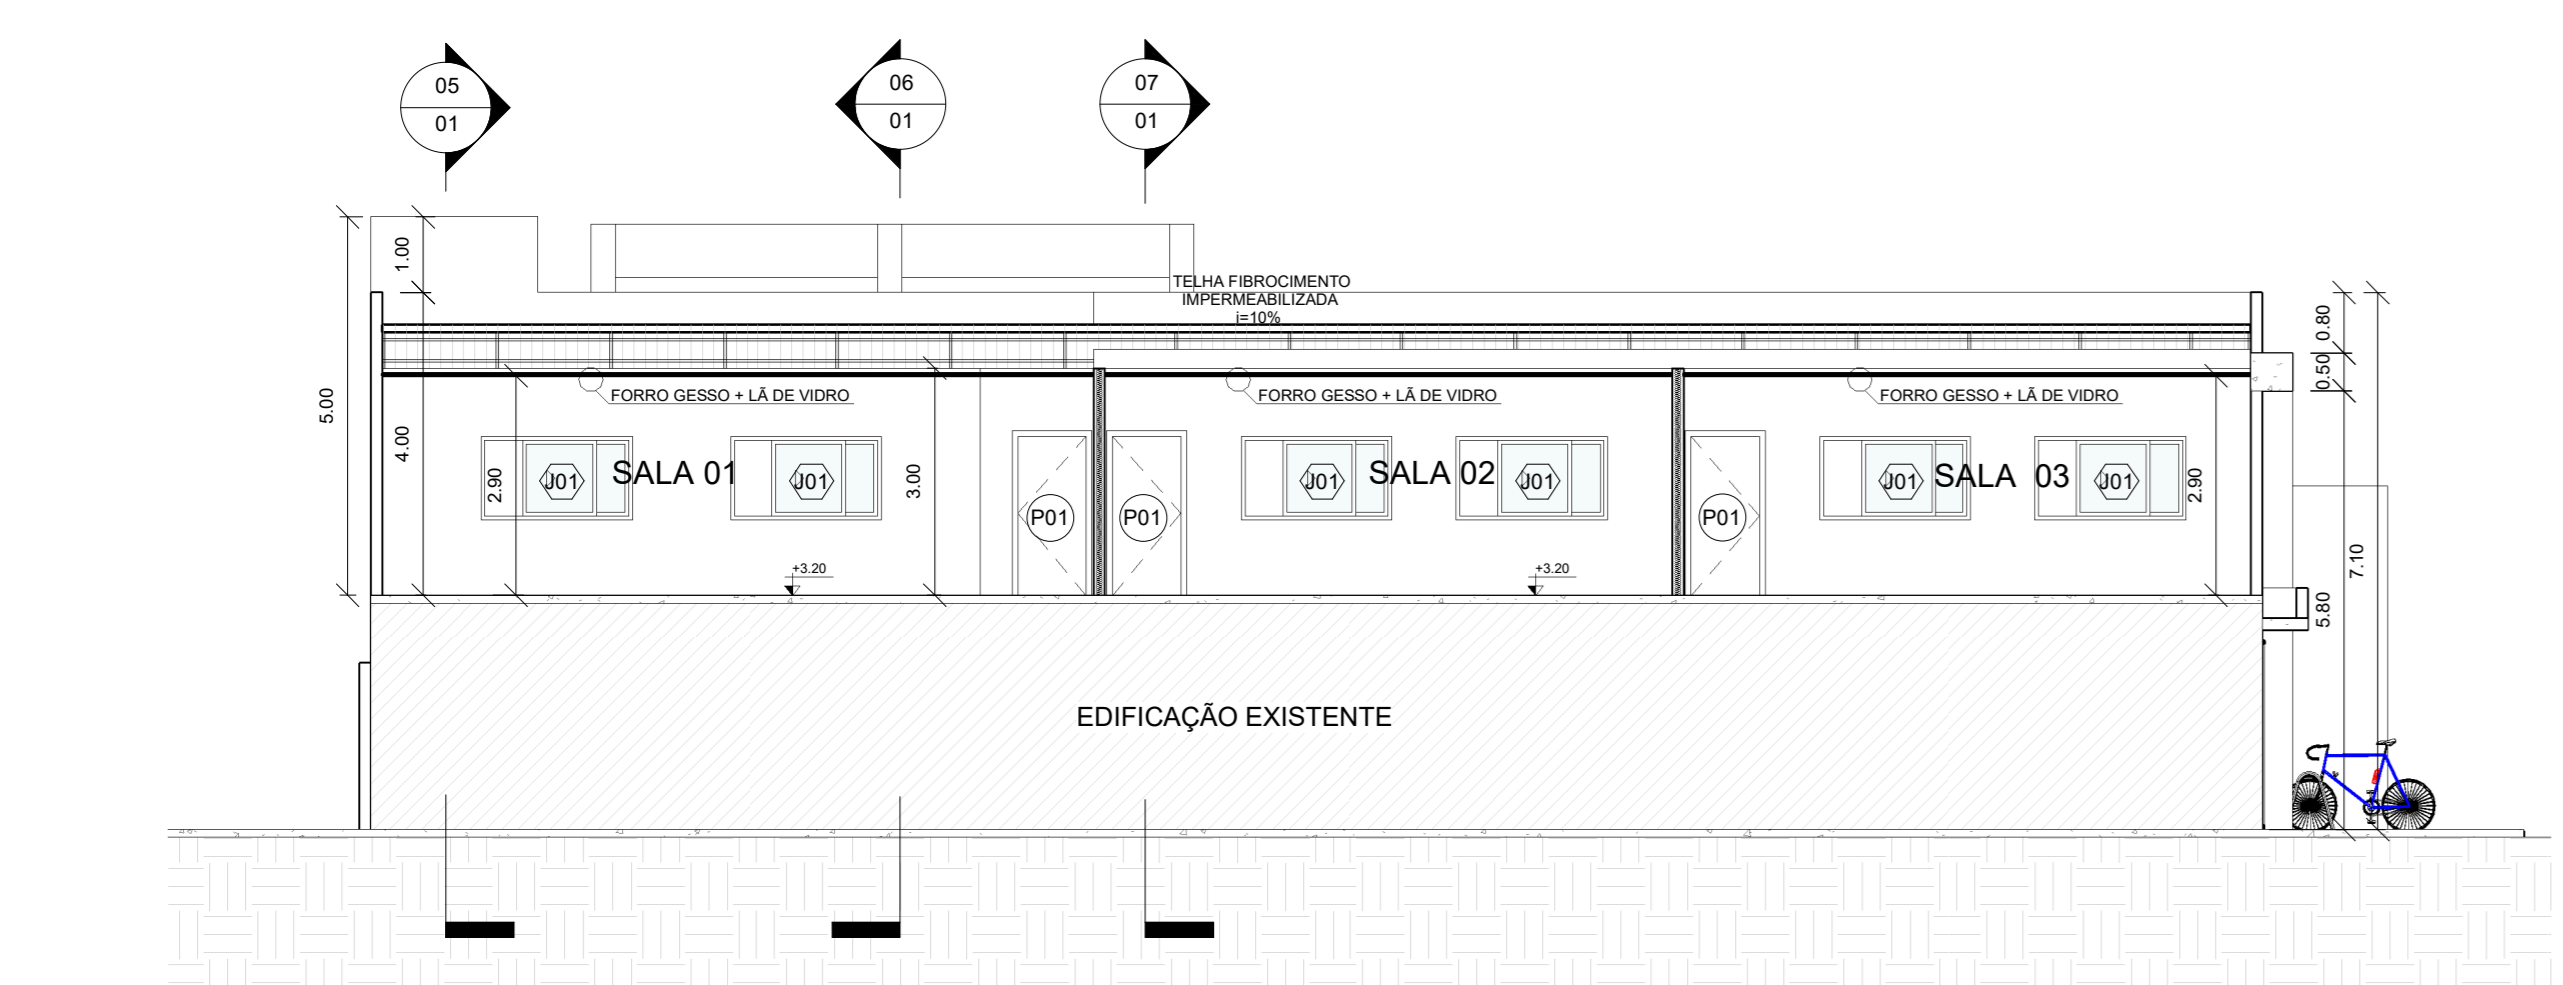 05
01
06
01
07
01
1.00
TELHA FIBROCIMENTO
IMPERMEABILIZADA
i=10%
0.80
0.50
5.00
4.00
FORRO GESSO + LÃ DE VIDRO
FORRO GESSO + LÃ DE VIDRO
FORRO GESSO + LÃ DE VIDRO
2.90
J01
SALA 01
J01
3.00
P01
P01
J01
SALA 02
J01
P01
J01
SALA 03
J01
2.90
+3.20
+3.20
7.10
5.80
EDIFICAÇÃO EXISTENTE